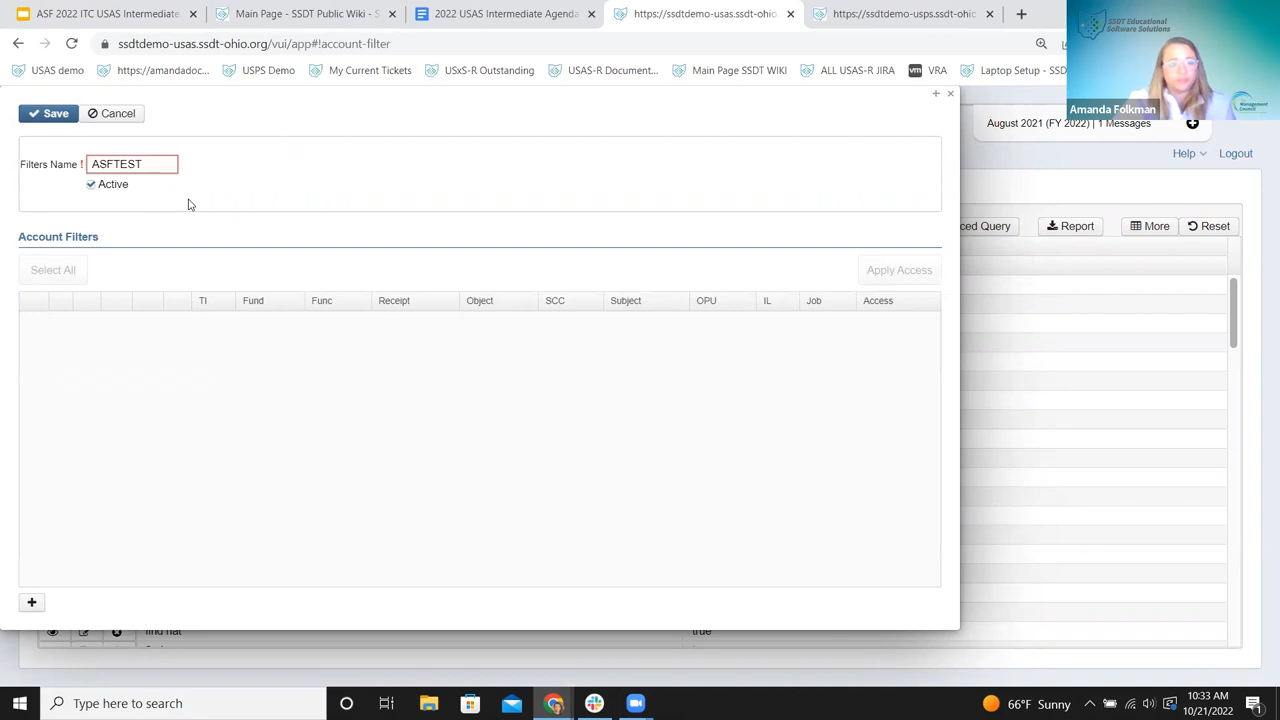 ASF 2022 ITC USAS Intermediate
Main Page - SSDT Public Wiki - S
2022 USAS Intermediate Agenda
https://ssdtdemo-usas.ssdt-ohio.
https://ssdtdemo-usps.ssdt-ohio
ssdtdemo-usas.ssdt-ohio.org/vui/app#!account-filter
USAS demo
https://amandadoc...
USPS Demo
My Current Tickets
USxS-R Outstanding
USAS-R Document...
Main Page SSDT WIKI
ALL USAS-R JIRA
vm VRA
Laptop Setup - SSD
SSDT Educational
Software Solutions
Management
Council
Amanda Folkman
August 2021 (FY 2022) | 1 Messages
Help
Logout
Save
Cancel
Filters Name ! ASFTEST
Active
ced Query
Report
More
Reset
Account Filters
Select All
Apply Access
TI Fund Func Receipt Object SCC Subject OPU IL Job Access
true
Type here to search
66°F Sunny
10:33 AM
10/21/2022
1